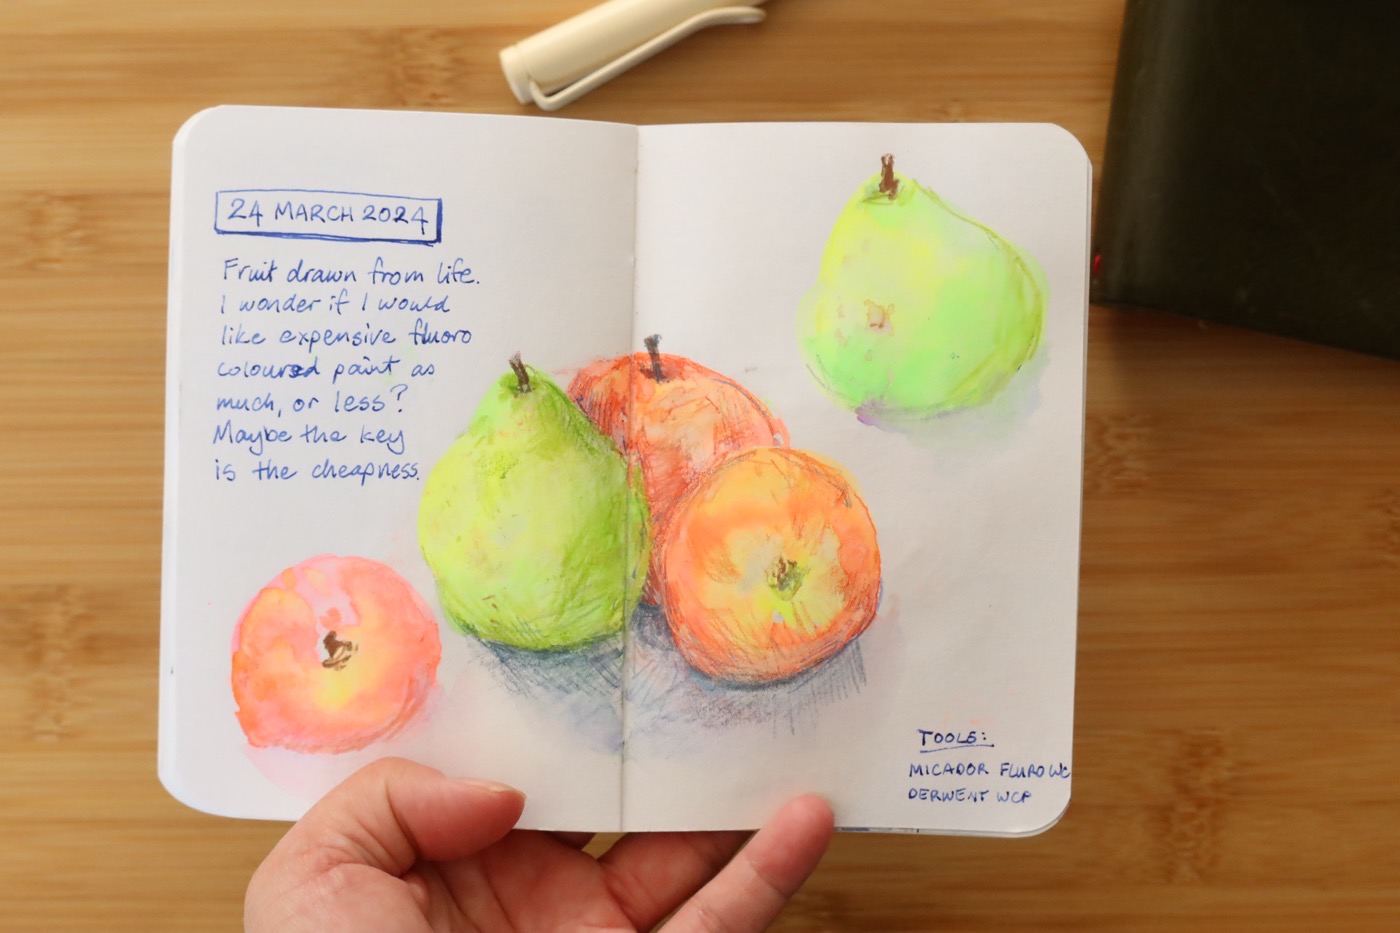 24 MARCH 2024
Fruit drawn from life.
I wonder if I would
like expensive fluoro
coloured paint as
much, or less?
Maybe the key
is the cheapness.
TOOLS:
MICADOR FLURO WC
DERWENT WCP